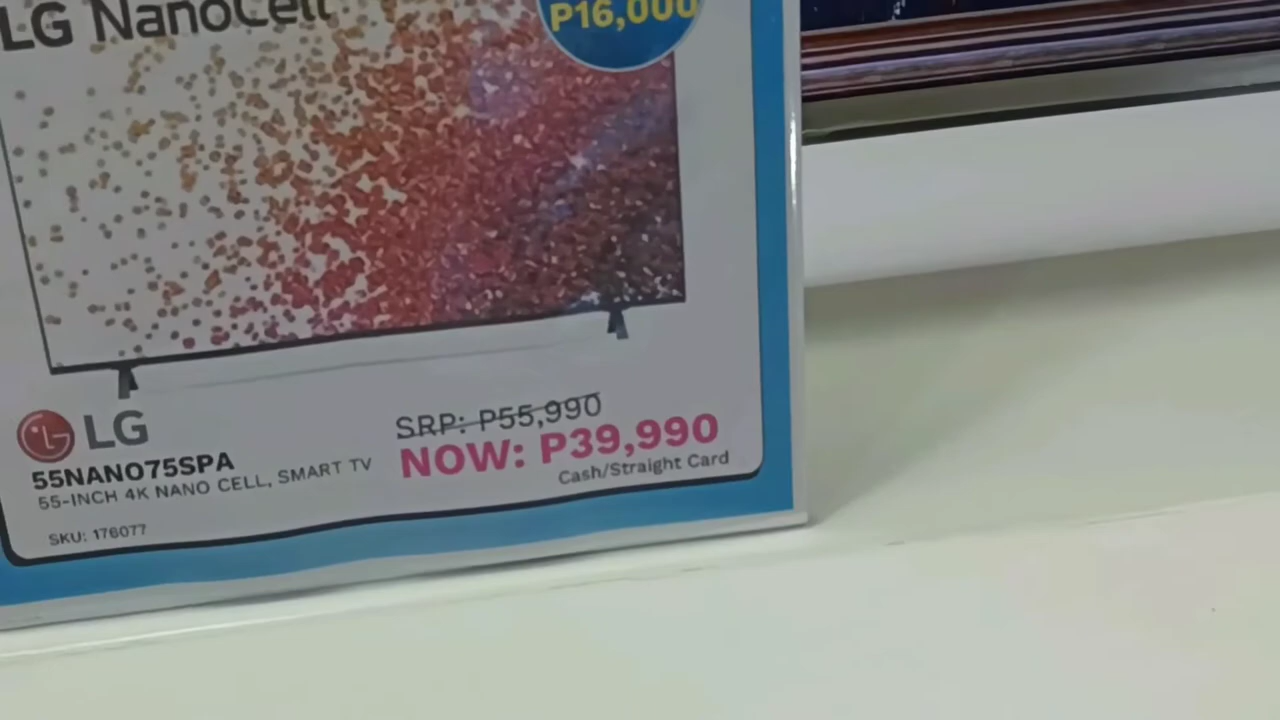 LG NanoCell
P16,000
LG
55NANO75SPA
55-INCH 4K NANO CELL, SMART TV
SKU: 176077
SRP: P55,990
NOW: P39,990
Cash/Straight Card